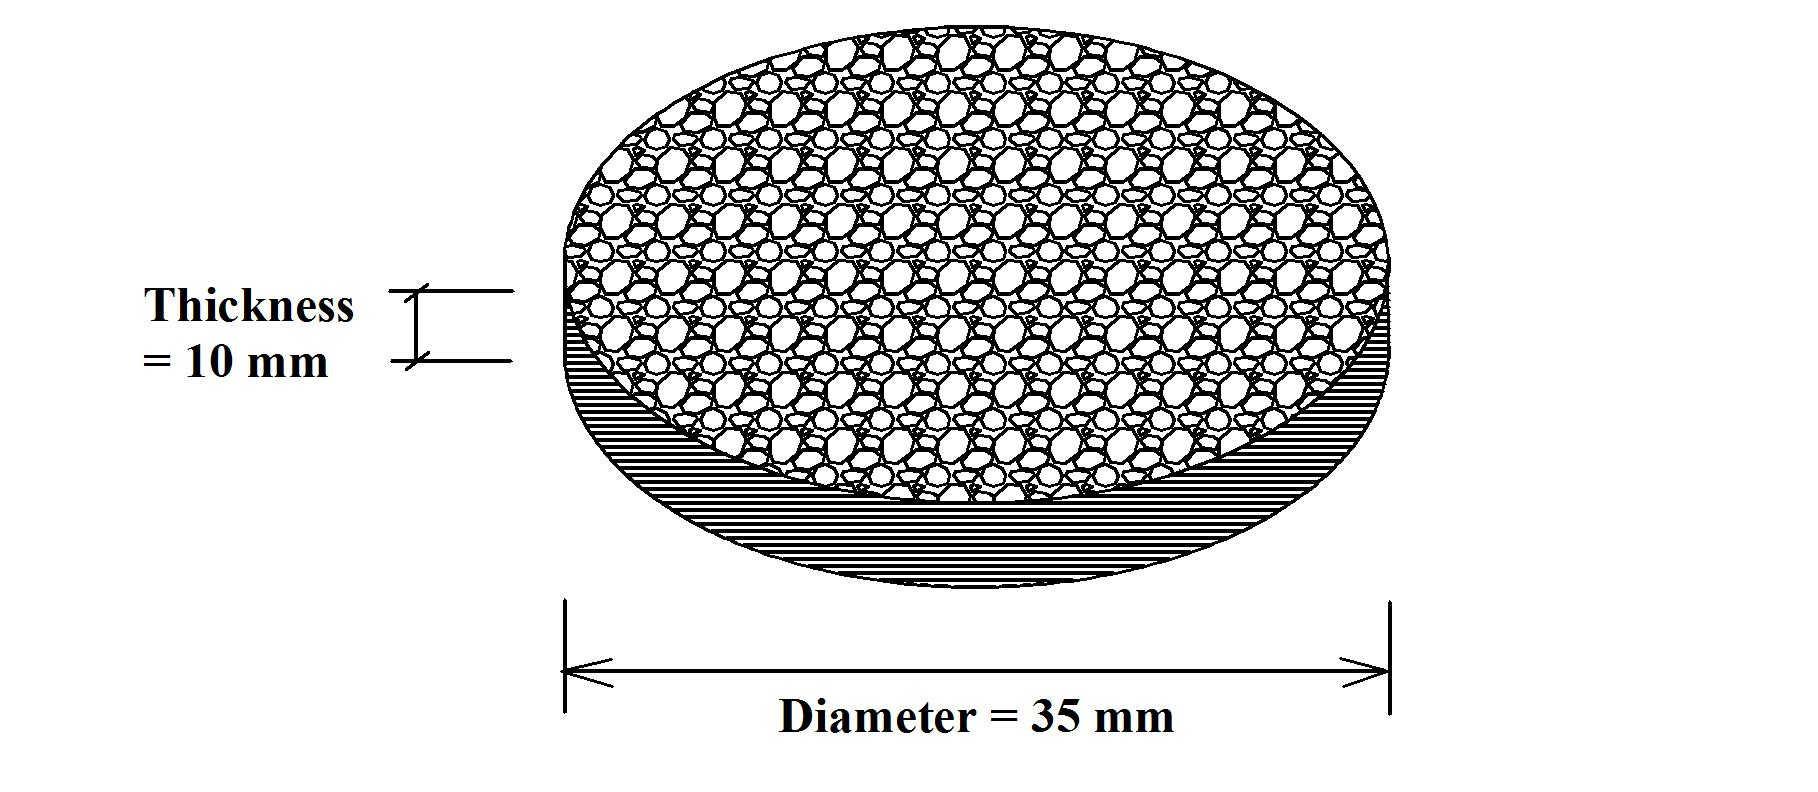 Thickness
= 10 mm
Diameter = 35 mm